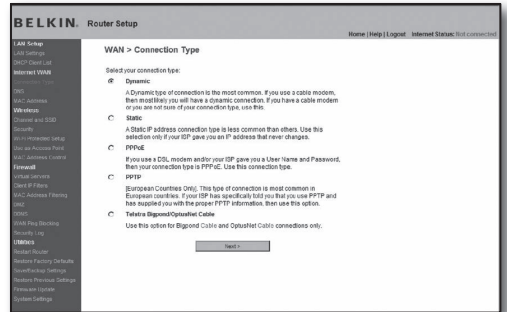 BELKIN. Router Setup
Home | Help | Logout Internet Status: Not connected
LAN Setup
LAN Settings
DHCP Client List
Internet WAN
Connection Type
DNS
MAC Address
Wireless
Channel and SSID
Security
Wi-Fi Protected Setup
Use as Access Point
MAC Address Control
Firewall
Virtual Servers
Client IP Filters
MAC Address Filtering
DMZ
DDNS
WAN Ping Blocking
Security Log
Utilities
Restart Router
Restore Factory Defaults
Save/Backup Settings
Restore Previous Settings
Firmware Update
System Settings
WAN > Connection Type
Select your connection type:
Dynamic
A Dynamic type of connection is the most common. If you use a cable modem,
then most likely you will have a dynamic connection. If you have a cable modem
or you are not sure of your connection type, use this.
Static
A Static IP address connection type is less common than others. Use this
selection only if your ISP gave you an IP address that never changes.
PPPoE
If you use a DSL modem and/or your ISP gave you a User Name and Password,
then your connection type is PPPoE. Use this connection type.
PPTP
[European Countries Only]. This type of connection is most common in
european countries. If your ISP has specifically told you that you use PPTP and
has supplied you with the proper PPTP information, then use this option.
Telstra Bigpond/OptusNet Cable
Use this option for Bigpond Cable and OptusNet Cable connections only.
Next >